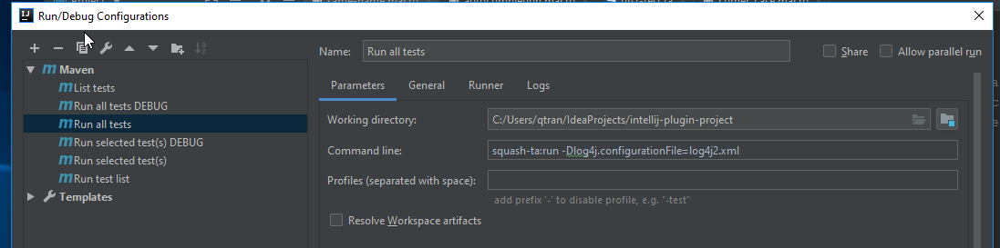 Run/Debug Configurations
Name: Run all tests Share Allow parallel run
Maven
List tests
Run all tests DEBUG
Run all tests
Run selected test(s) DEBUG
Run selected test(s)
Run test list
Templates
Parameters General Runner Logs
Working directory: C:/Users/qtran/IdeaProjects/intellij-plugin-project
Command line: squash-ta:run -Dlog4j.configurationFile=log4j2.xml
Profiles (separated with space):
add prefix '-' to disable profile, e.g. "-test"
Resolve Workspace artifacts